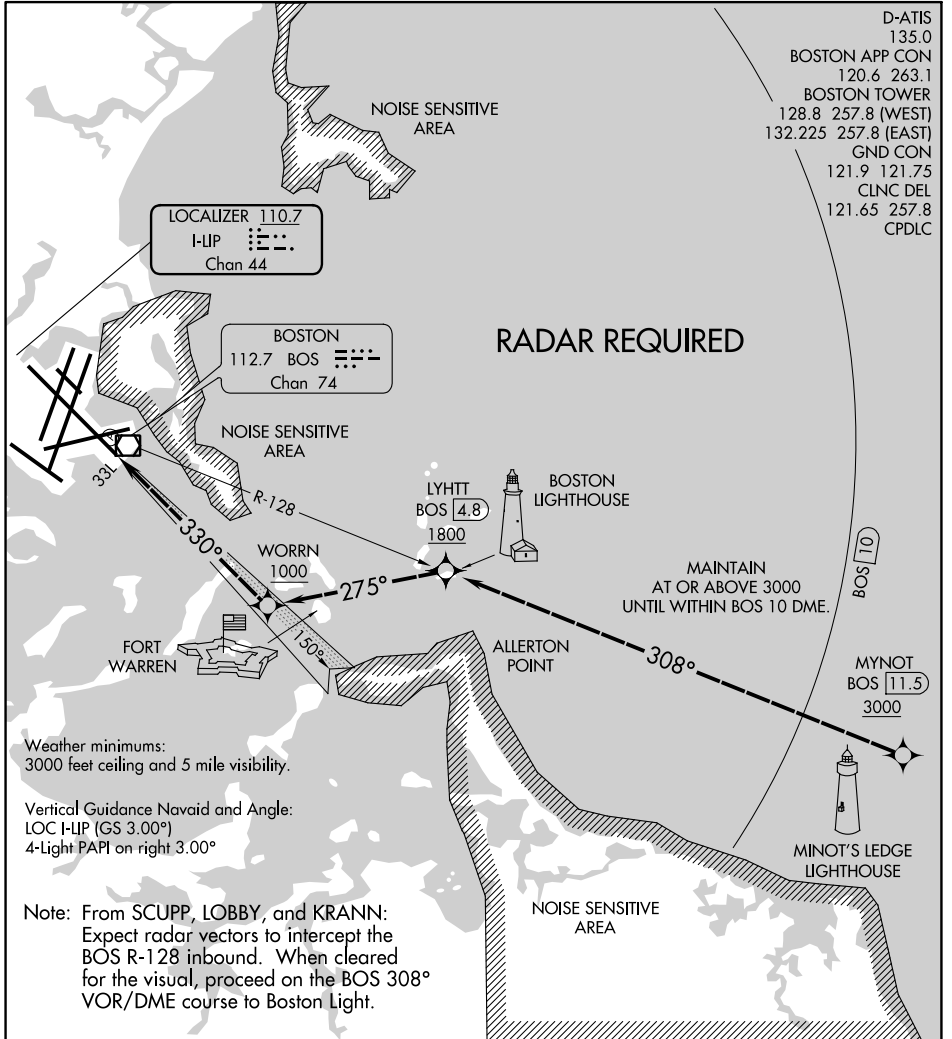 D-ATIS
135.0
BOSTON APP CON
120.6 263.1
BOSTON TOWER
128.8 257.8 (WEST)
132.225 257.8 (EAST)
GND CON
121.9 121.75
CLNC DEL
121.65 257.8
CPDLC
NOISE SENSITIVE
AREA
LOCALIZER 110.7
I-LIP
Chan 44
BOSTON
112.7 BOS
Chan 74
RADAR REQUIRED
NOISE SENSITIVE
AREA
33L
R-128
LYHTT
BOS 4.8
1800
BOSTON
LIGHTHOUSE
330°
WORRN
1000
275°
MAINTAIN
AT OR ABOVE 3000
UNTIL WITHIN BOS 10 DME.
BOS 10
FORT
WARREN
150°
ALLERTON
POINT
308°
MYNOT
BOS 11.5
3000
Weather minimums:
3000 feet ceiling and 5 mile visibility.
Vertical Guidance Navaid and Angle:
LOC I-LIP (GS 3.00°)
4-Light PAPI on right 3.00°
MINOT'S LEDGE
LIGHTHOUSE
NOISE SENSITIVE
AREA
Note: From SCUPP, LOBBY, and KRANN:
Expect radar vectors to intercept the
BOS R-128 inbound. When cleared
for the visual, proceed on the BOS 308°
VOR/DME course to Boston Light.